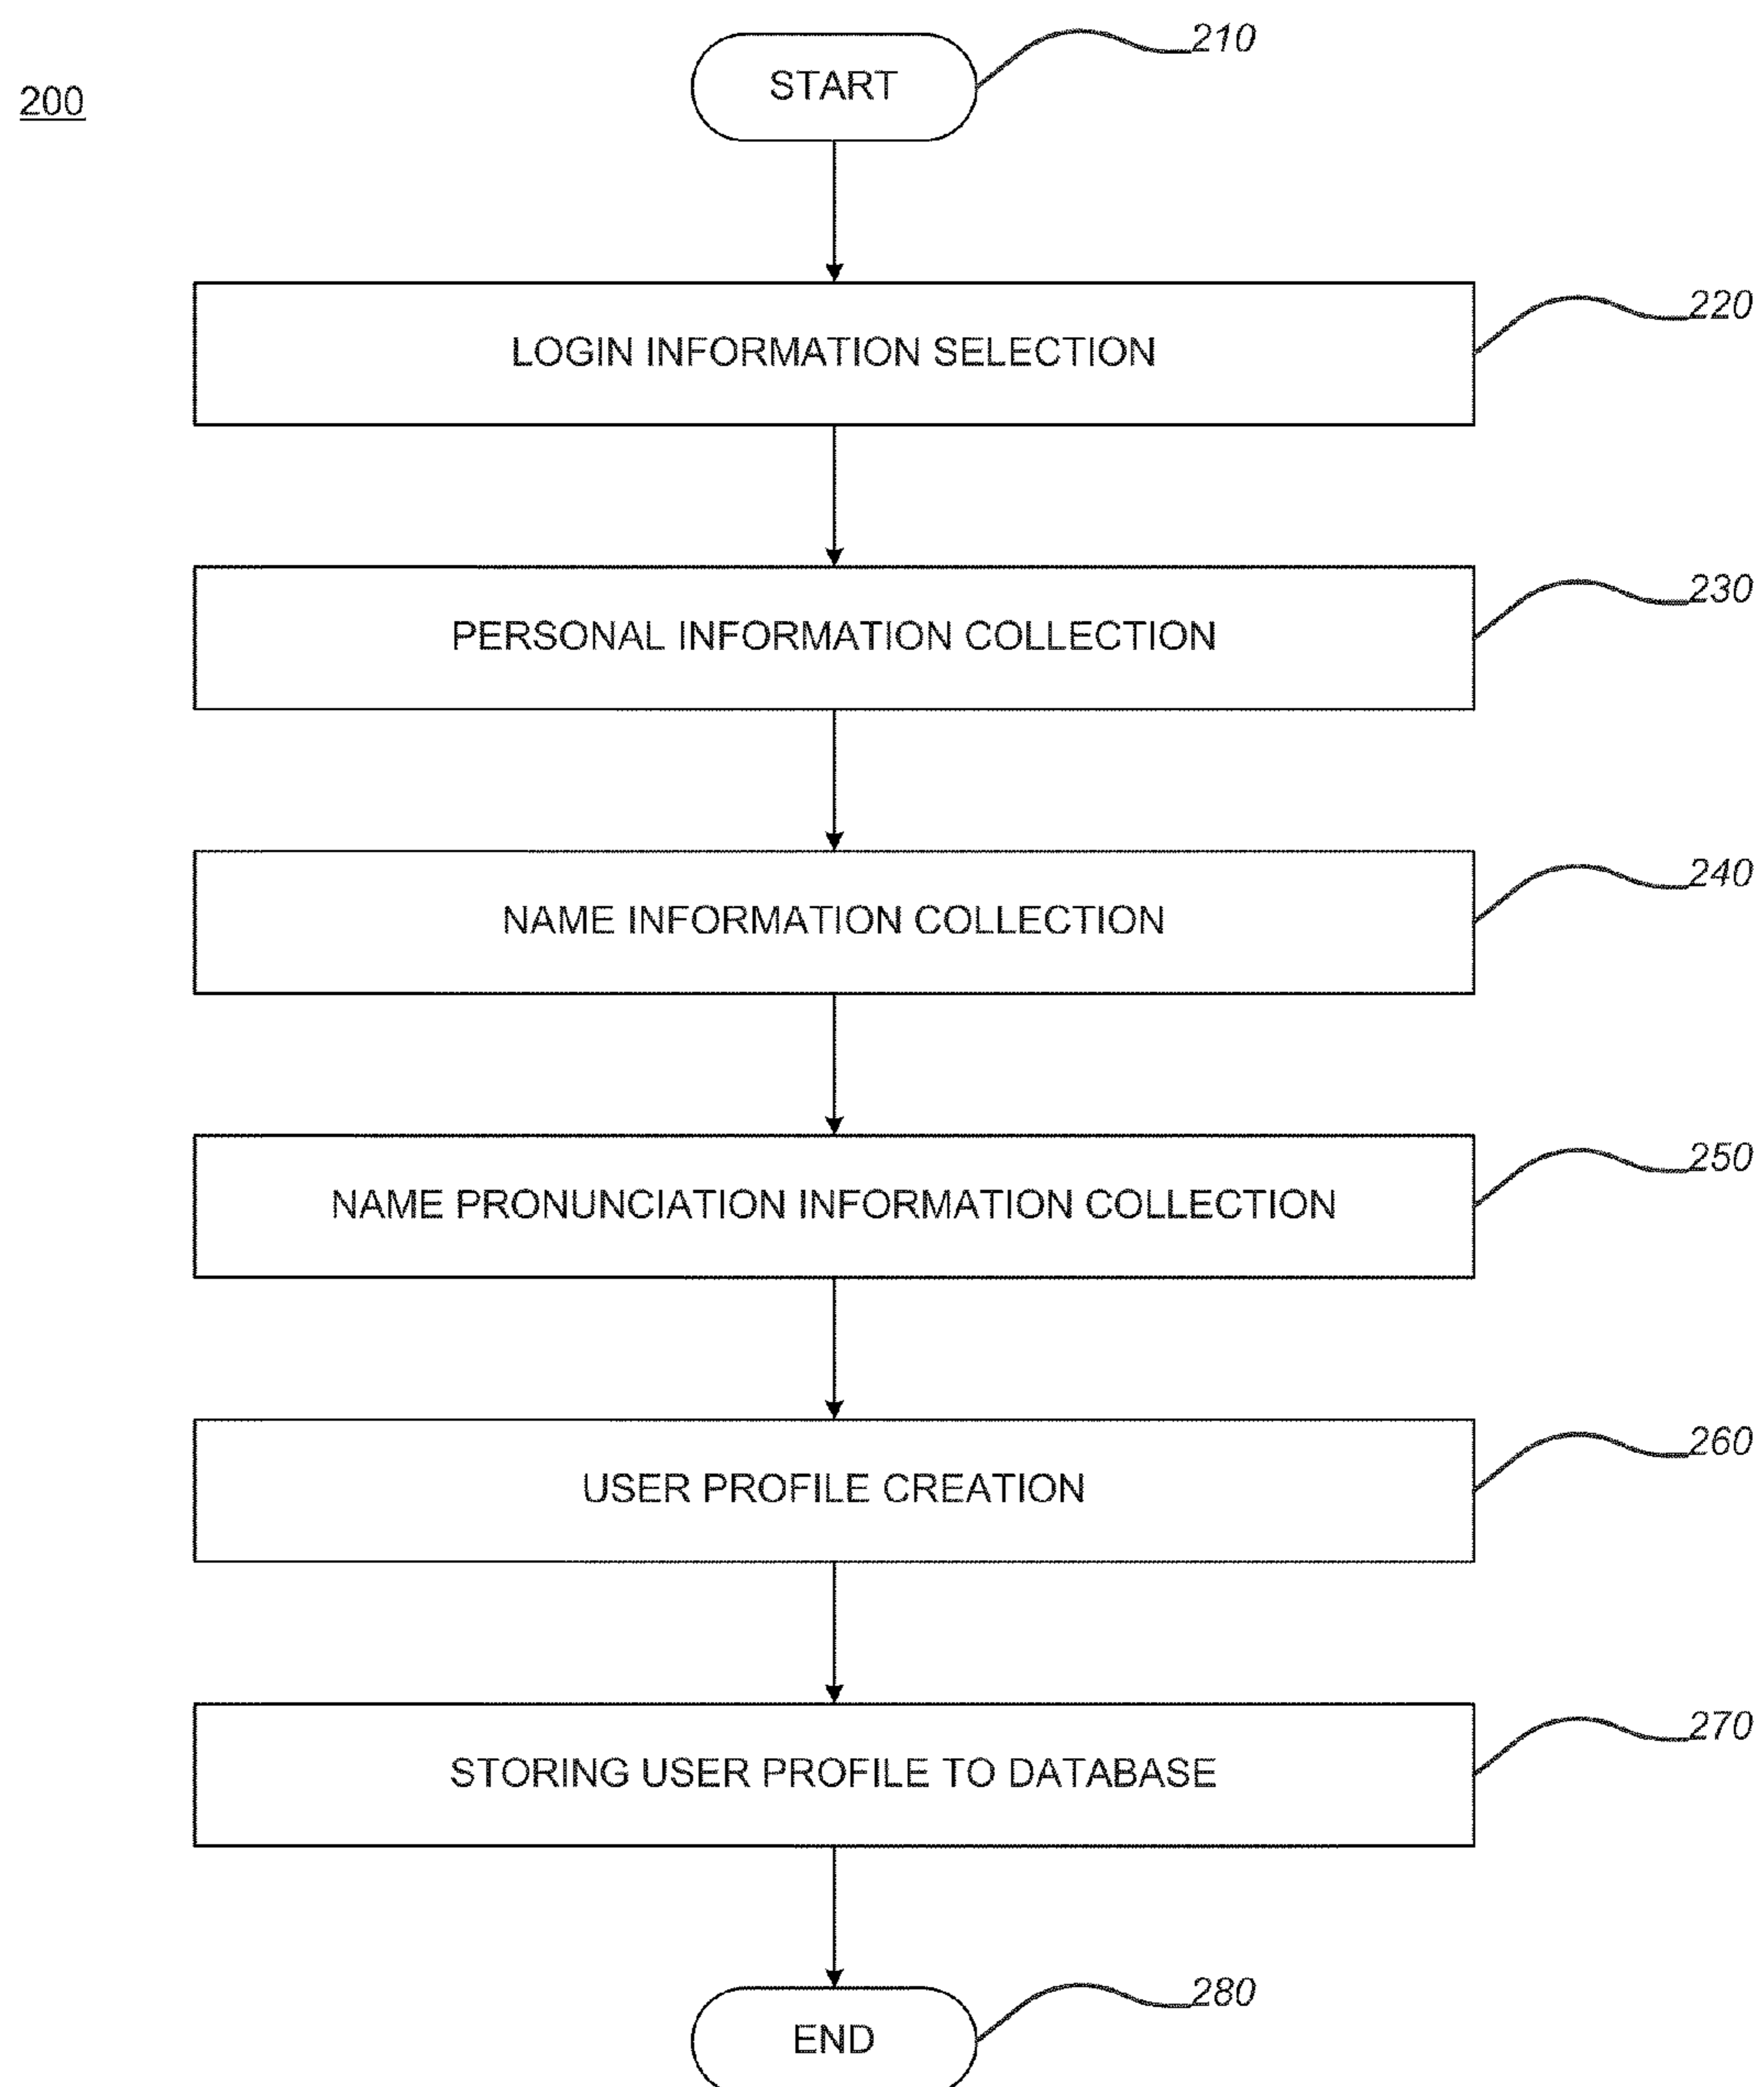 210
START
200
220
LOGIN INFORMATION SELECTION
230
PERSONAL INFORMATION COLLECTION
240
NAME INFORMATION COLLECTION
250
NAME PRONUNCIATION INFORMATION COLLECTION
260
USER PROFILE CREATION
270
STORING USER PROFILE TO DATABASE
280
END